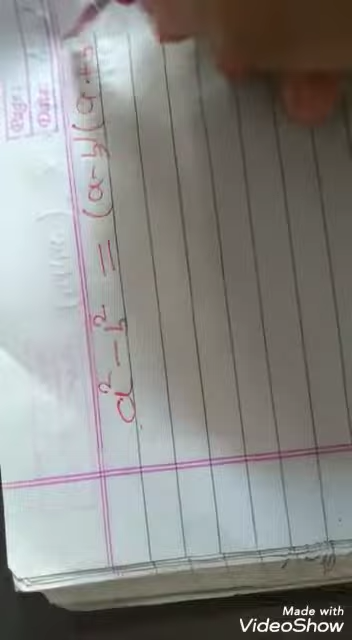 Page:
Date:
a² - b² = (a - b) (a + b
Made with
VideoShow